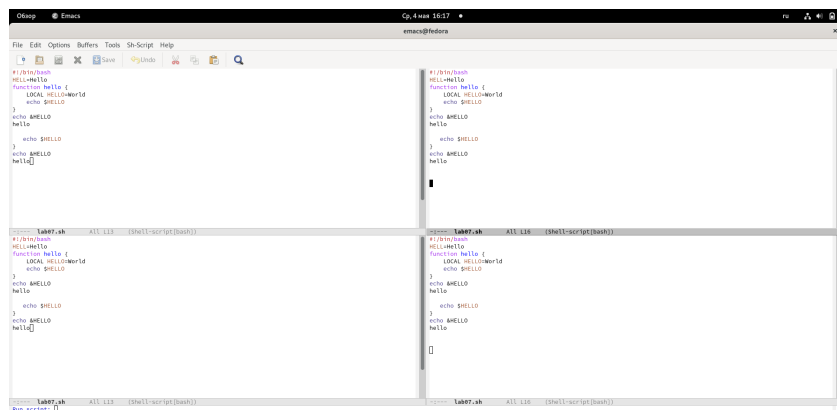 Обзор Emacs Ср, 4 мая 16:17 ru
emacs@fedora
File Edit Options Buffers Tools Sh-Script Help
Save Undo
#!/bin/bash
HELL=Hello
function hello {
LOCAL HELLO=World
echo $HELLO
}
echo &HELLO
hello
echo $HELLO
}
echo &HELLO
hello
-:--- lab07.sh All L13 (Shell-script[bash])
#!/bin/bash
HELL=Hello
function hello {
LOCAL HELLO=World
echo $HELLO
}
echo &HELLO
hello
echo $HELLO
}
echo &HELLO
hello
-:--- lab07.sh All L16 (Shell-script[bash])
#!/bin/bash
HELL=Hello
function hello {
LOCAL HELLO=World
echo $HELLO
}
echo &HELLO
hello
echo $HELLO
}
echo &HELLO
hello
-:--- lab07.sh All L13 (Shell-script[bash])
#!/bin/bash
HELL=Hello
function hello {
LOCAL HELLO=World
echo $HELLO
}
echo &HELLO
hello
echo $HELLO
}
echo &HELLO
hello
-:--- lab07.sh All L16 (Shell-script[bash])
Run script: